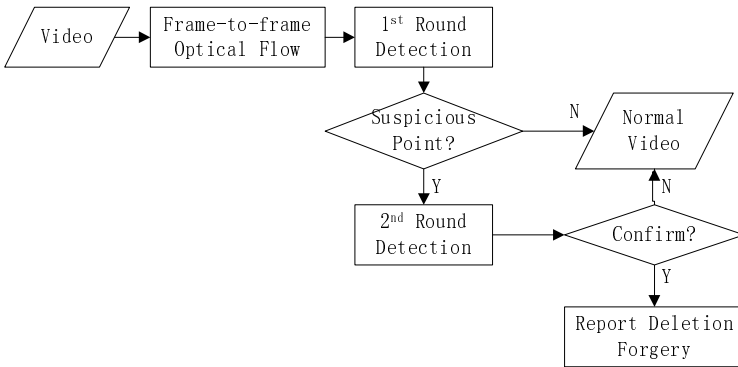 Video
Frame-to-frame
Optical Flow
1st Round
Detection
Suspicious
Point?
N
Normal
Video
Y
N
2nd Round
Detection
Confirm?
Y
Report Deletion
Forgery